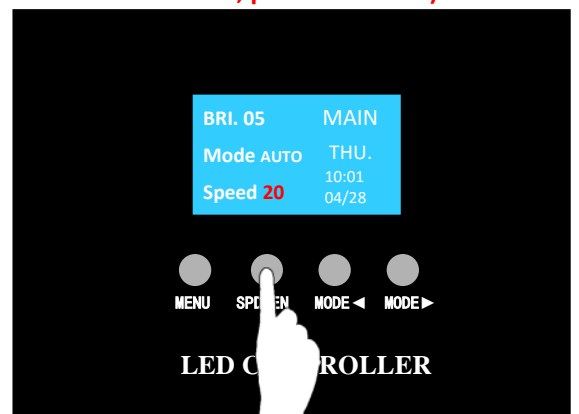 BRI. 05
MAIN
Mode AUTO
THU.
10:01
Speed 20
04/28
MENU
MODE ◄
MODE ►
LED